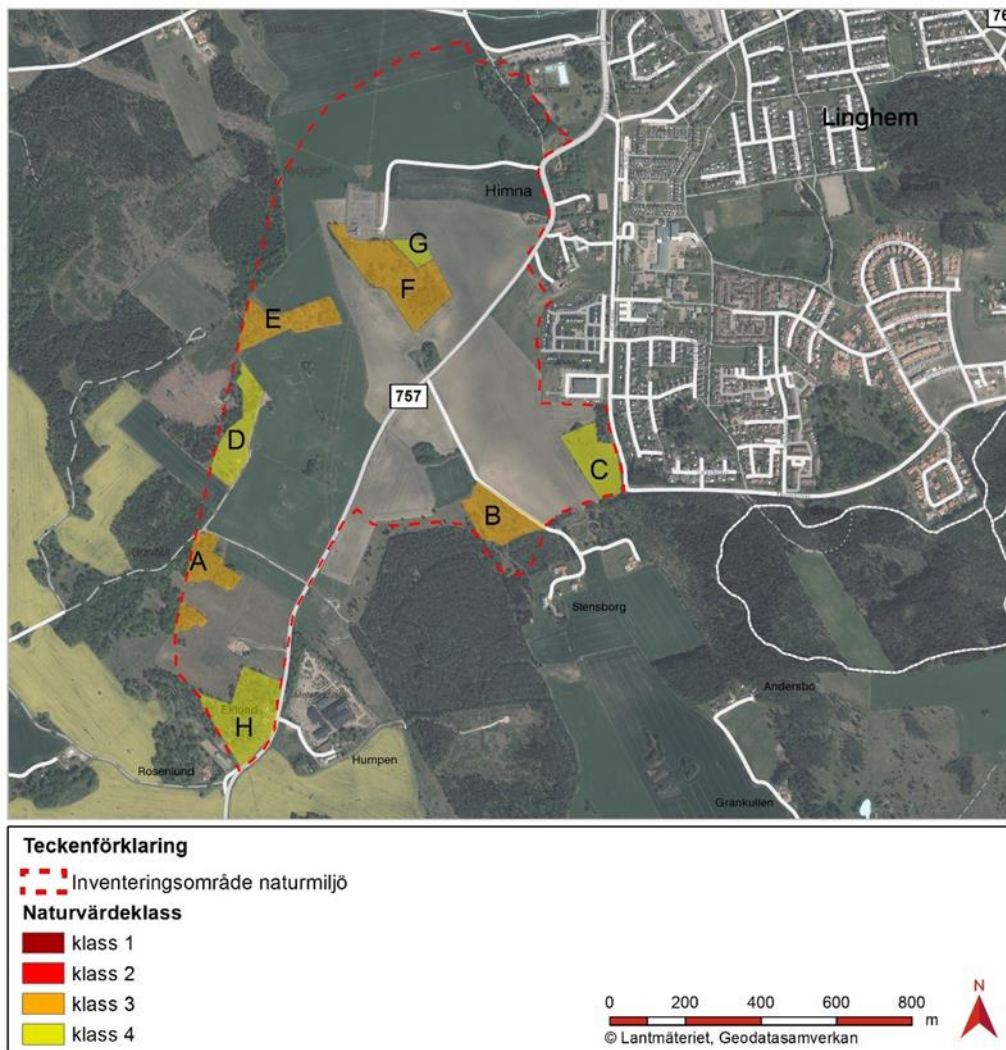 76
Linghem
Himna
G
F
E
757
D
C
B
A
Stensborg
Andersbo
H
Humpen
Rosenlund
Grankullen
Teckenförklaring
Inventeringsområde naturmiljö
Naturvärdeklass
klass 1
klass 2
klass 3
klass 4
N
0 200 400 600 800
m
© Lantmäteriet, Geodatasamverkan